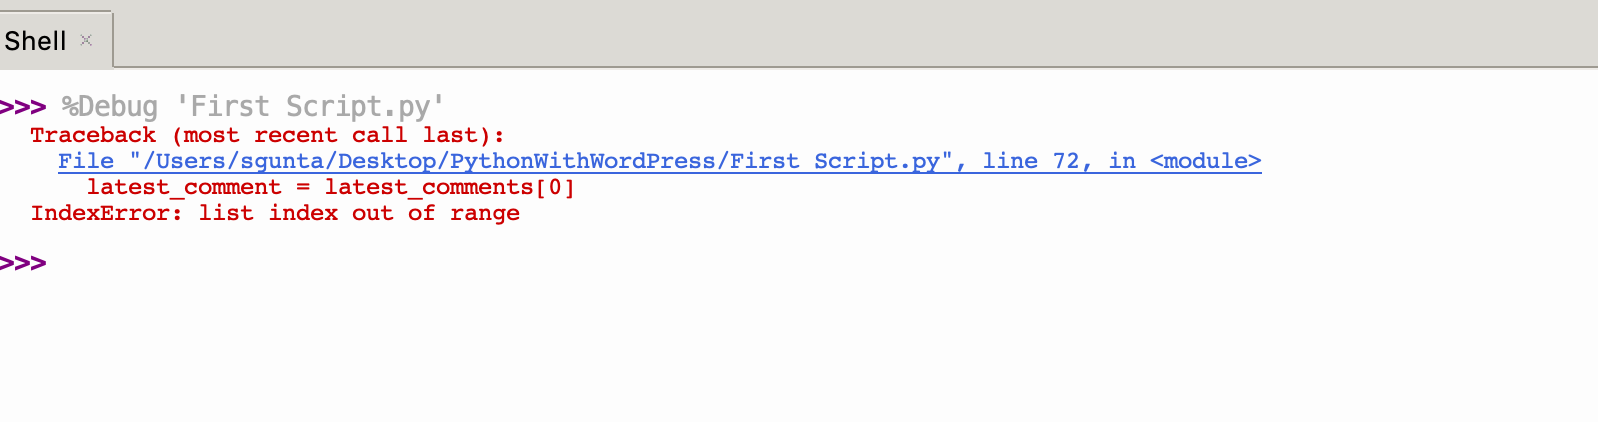 Shell ×
>>> %Debug 'First Script.py'
Traceback (most recent call last):
File "/Users/sgunta/Desktop/PythonWithWordPress/First Script.py", line 72, in <module>
latest_comment = latest_comments[0]
IndexError: list index out of range
>>>